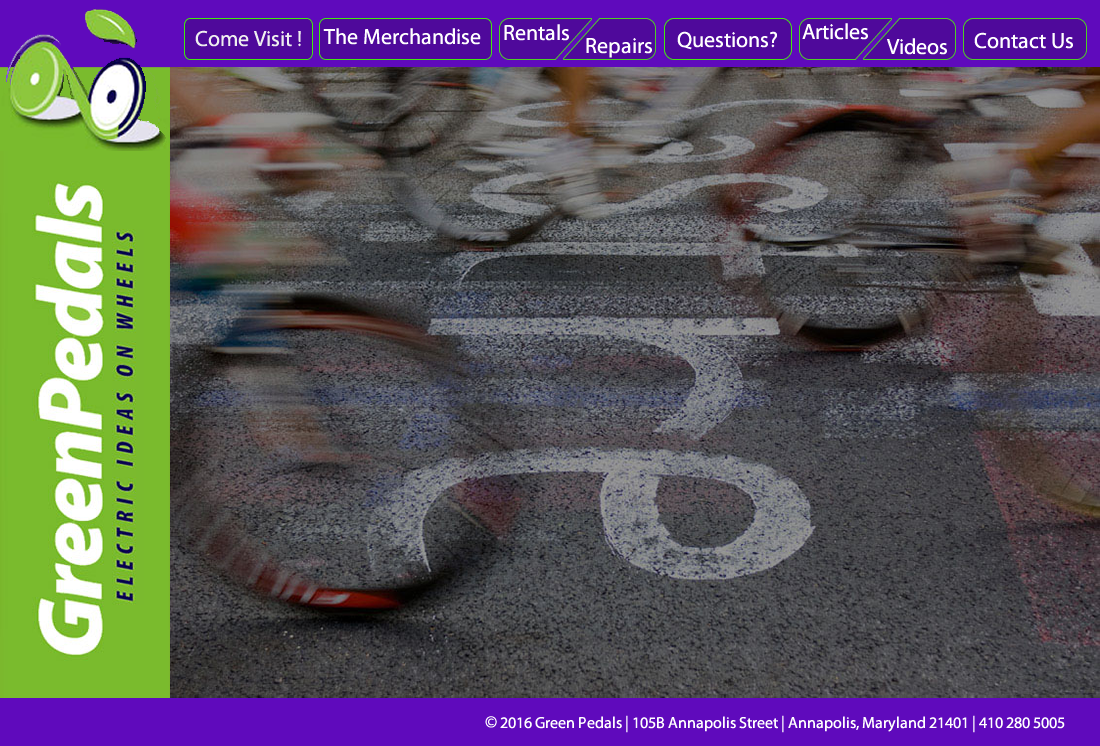 Come Visit !
The Merchandise
Rentals
Repairs
Questions?
Articles
Videos
Contact Us
GreenPedals
ELECTRIC IDEAS ON WHEELS
© 2016 Green Pedals | 105B Annapolis Street | Annapolis, Maryland 21401 | 410 280 5005